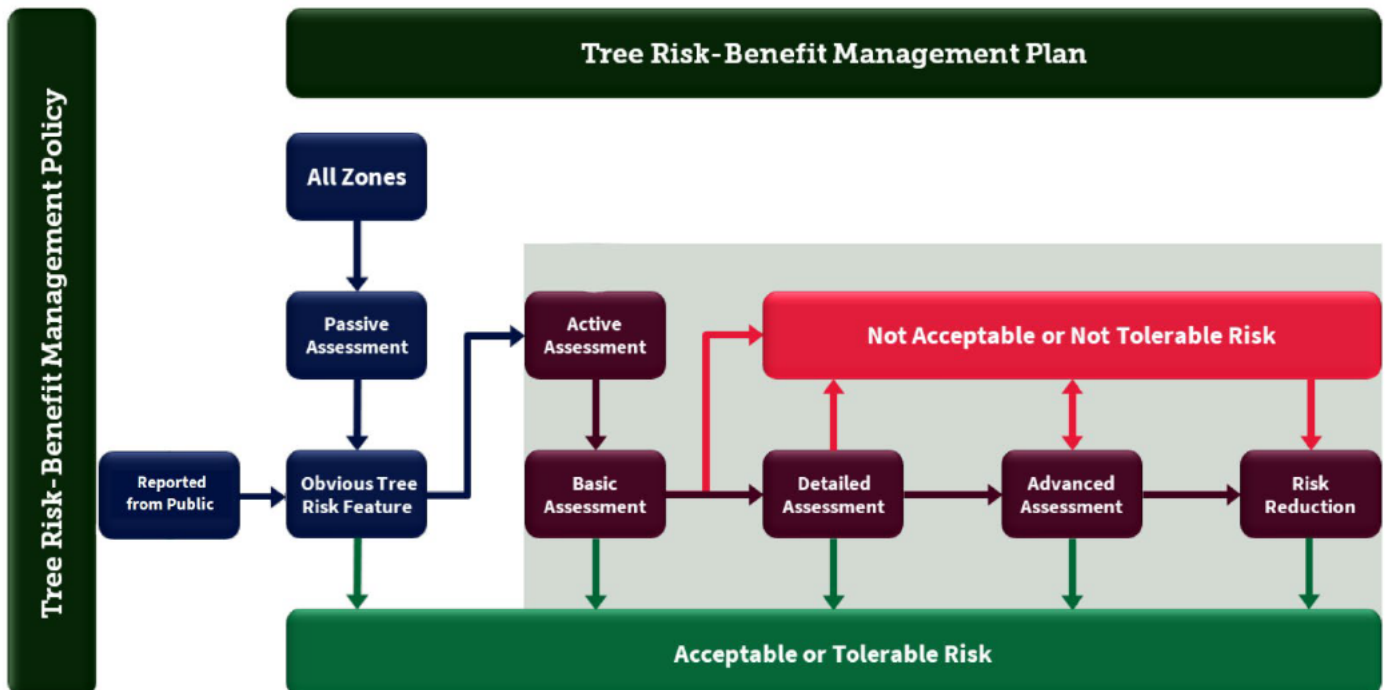 Tree Risk-Benefit Management Policy
Tree Risk-Benefit Management Plan
All Zones
Passive
Assessment
Active
Assessment
Not Acceptable or Not Tolerable Risk
Reported
from Public
Obvious Tree
Risk Feature
Basic
Assessment
Detailed
Assessment
Advanced
Assessment
Risk
Reduction
Acceptable or Tolerable Risk